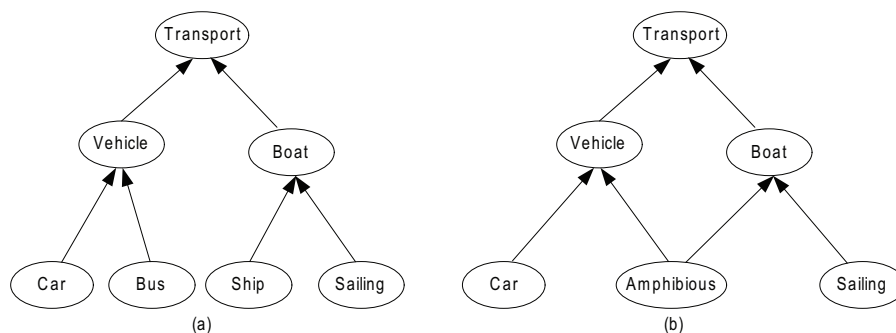 Transport
Vehicle
Boat
Car
Bus
Ship
Sailing
(a)
Transport
Vehicle
Boat
Car
Amphibious
Sailing
(b)